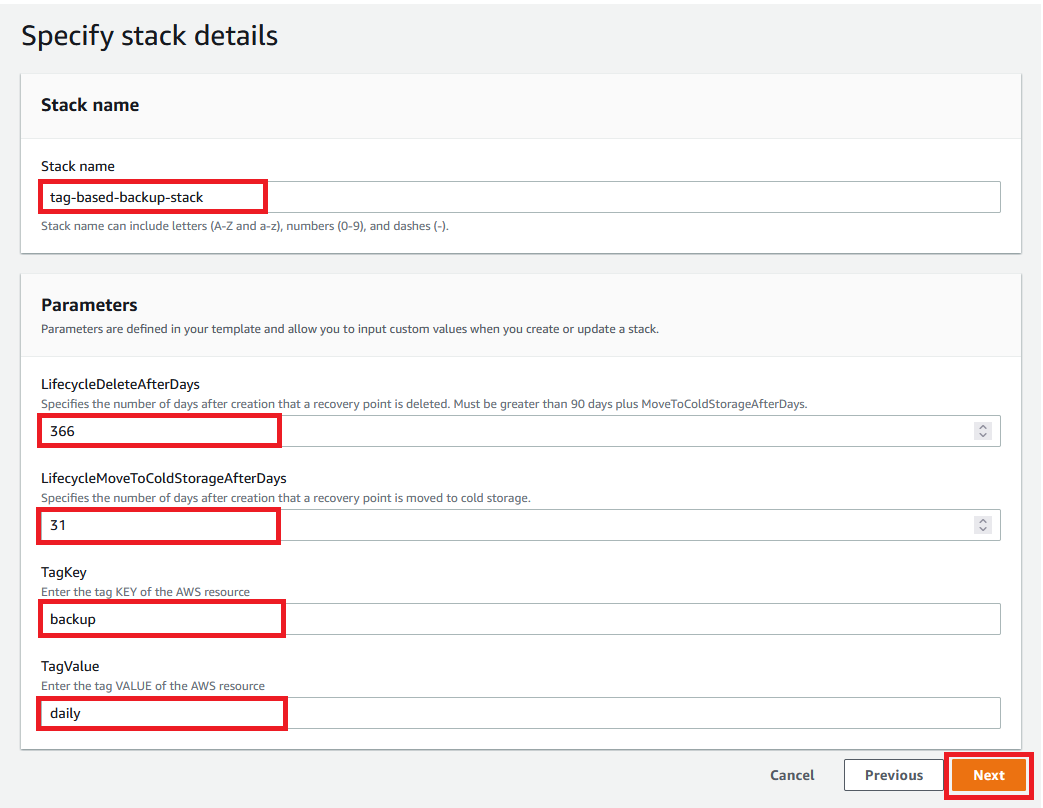 Specify stack details
Stack name
Stack name
tag-based-backup-stack
Stack name can include letters (A-Z and a-z), numbers (0-9), and dashes (-).
Parameters
Parameters are defined in your template and allow you to input custom values when you create or update a stack.
LifecycleDeleteAfterDays
Specifies the number of days after creation that a recovery point is deleted. Must be greater than 90 days plus MoveToColdStorageAfterDays.
366
LifecycleMoveToColdStorageAfterDays
Specifies the number of days after creation that a recovery point is moved to cold storage.
31
TagKey
Enter the tag KEY of the AWS resource
backup
TagValue
Enter the tag VALUE of the AWS resource
daily
Cancel Previous Next